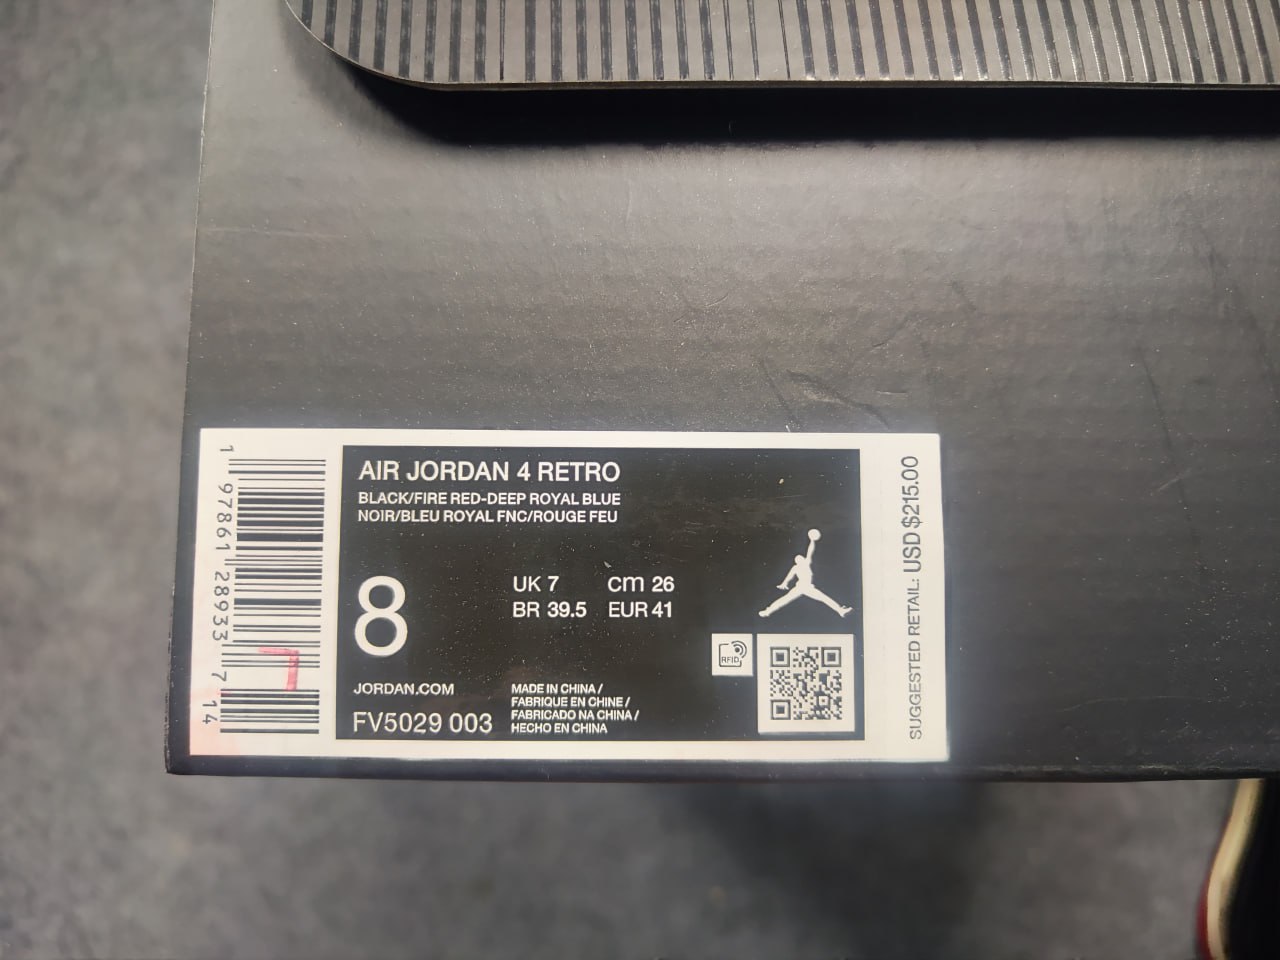 AIR JORDAN 4 RETRO
BLACK/FIRE RED-DEEP ROYAL BLUE
NOIR/BLEU ROYAL FNC/ROUGE FEU
8
UK 7 cm 26
BR 39.5 EUR 41
RFID
JORDAN.COM
FV5029 003
MADE IN CHINA /
FABRIQUE EN CHINE /
FABRICADO NA CHINA /
HECHO EN CHINA
1 97861 28933 7 14
SUGGESTED RETAIL: USD $215.00